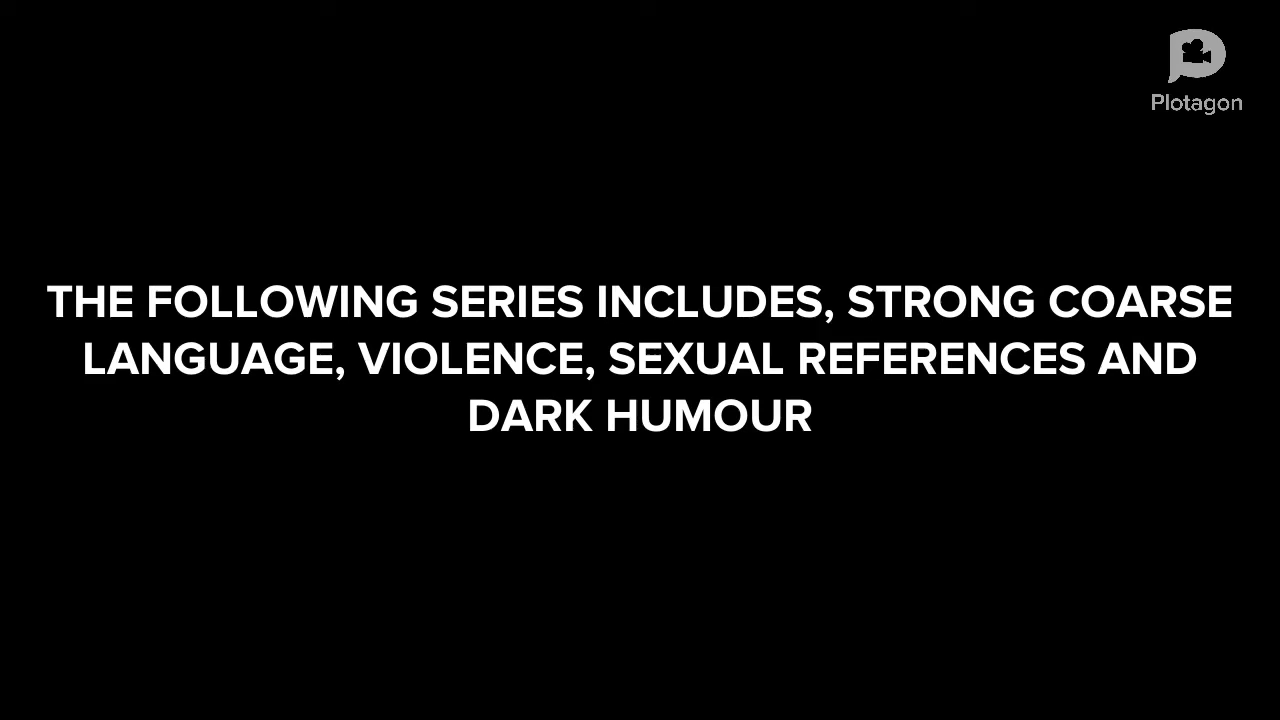 Plotagon
THE FOLLOWING SERIES INCLUDES, STRONG COARSE
LANGUAGE, VIOLENCE, SEXUAL REFERENCES AND
DARK HUMOUR